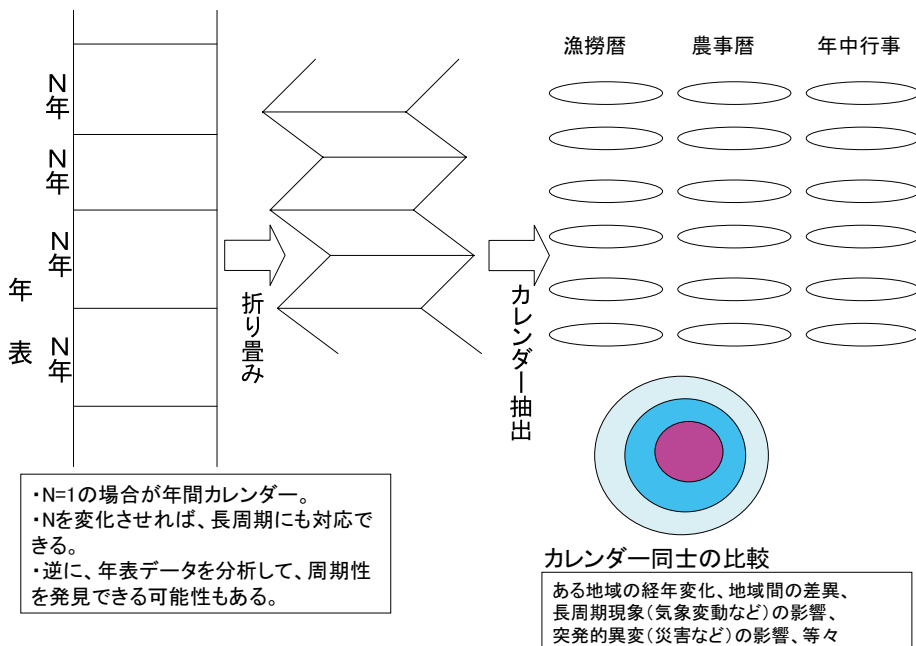 年表
N年
N年
N年
N年
折り畳み
カレンダー抽出
漁撈暦 農事暦 年中行事
・N=1の場合が年間カレンダー。
・Nを変化させれば、長周期にも対応で
きる。
・逆に、年表データを分析して、周期性
を発見できる可能性もある。
カレンダー同士の比較
ある地域の経年変化、地域間の差異、
長周期現象(気象変動など)の影響、
突発的異変(災害など)の影響、等々